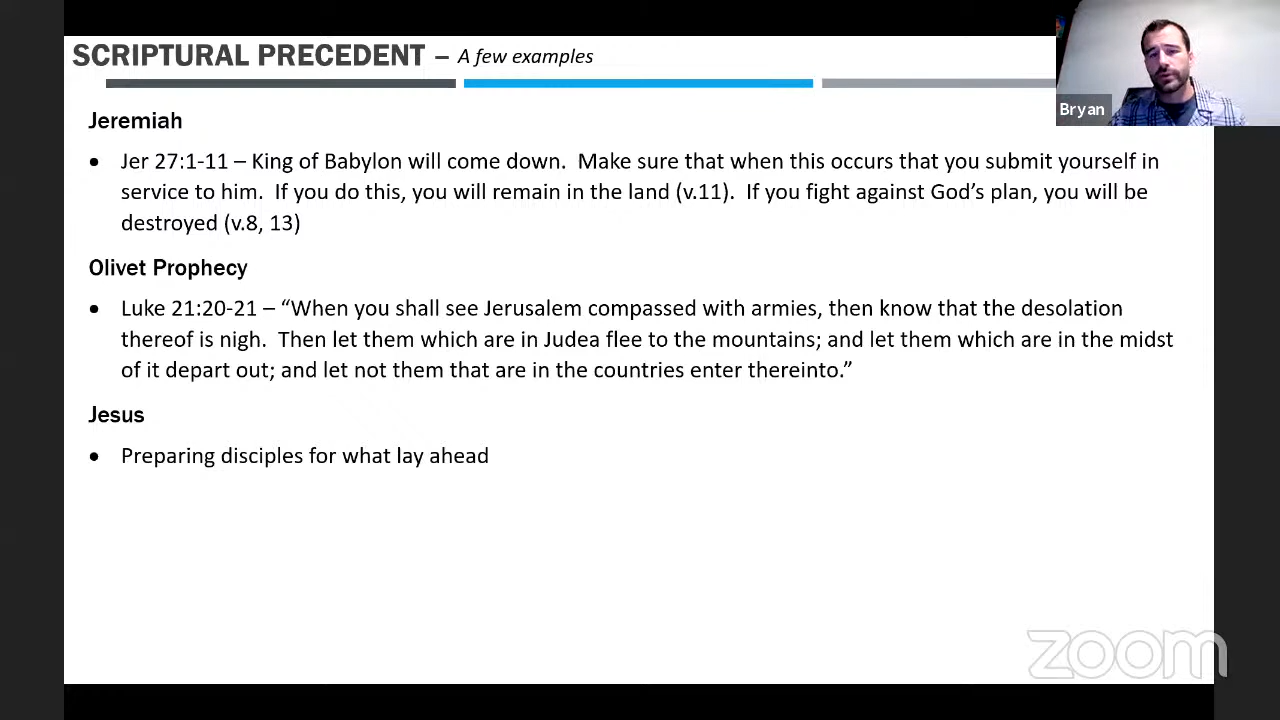 SCRIPTURAL PRECEDENT – A few examples
Bryan
Jeremiah
• Jer 27:1-11 – King of Babylon will come down.  Make sure that when this occurs that you submit yourself in
service to him.  If you do this, you will remain in the land (v.11).  If you fight against God’s plan, you will be
destroyed (v.8, 13)
Olivet Prophecy
• Luke 21:20-21 – “When you shall see Jerusalem compassed with armies, then know that the desolation
thereof is nigh.  Then let them which are in Judea flee to the mountains; and let them which are in the midst
of it depart out; and let not them that are in the countries enter thereinto.”
Jesus
• Preparing disciples for what lay ahead
zoom